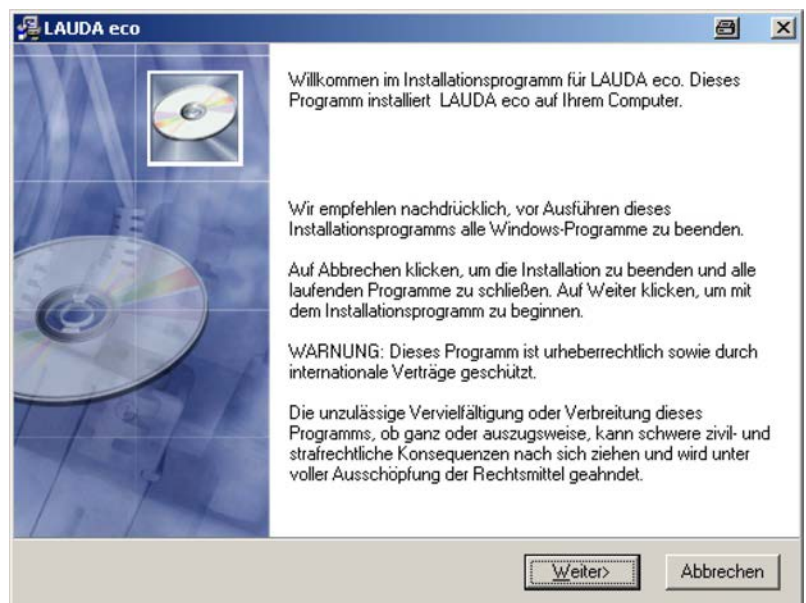 LAUDA eco
Willkommen im Installationsprogramm für LAUDA eco. Dieses
Programm installiert LAUDA eco auf Ihrem Computer.
Wir empfehlen nachdrücklich, vor Ausführen dieses
Installationsprogramms alle Windows-Programme zu beenden.
Auf Abbrechen klicken, um die Installation zu beenden und alle
laufenden Programme zu schließen. Auf Weiter klicken, um mit
dem Installationsprogramm zu beginnen.
WARNUNG: Dieses Programm ist urheberrechtlich sowie durch
internationale Verträge geschützt.
Die unzulässige Vervielfältigung oder Verbreitung dieses
Programms, ob ganz oder auszugsweise, kann schwere zivil- und
strafrechtliche Konsequenzen nach sich ziehen und wird unter
voller Ausschöpfung der Rechtsmittel geahndet.
Weiter> Abbrechen